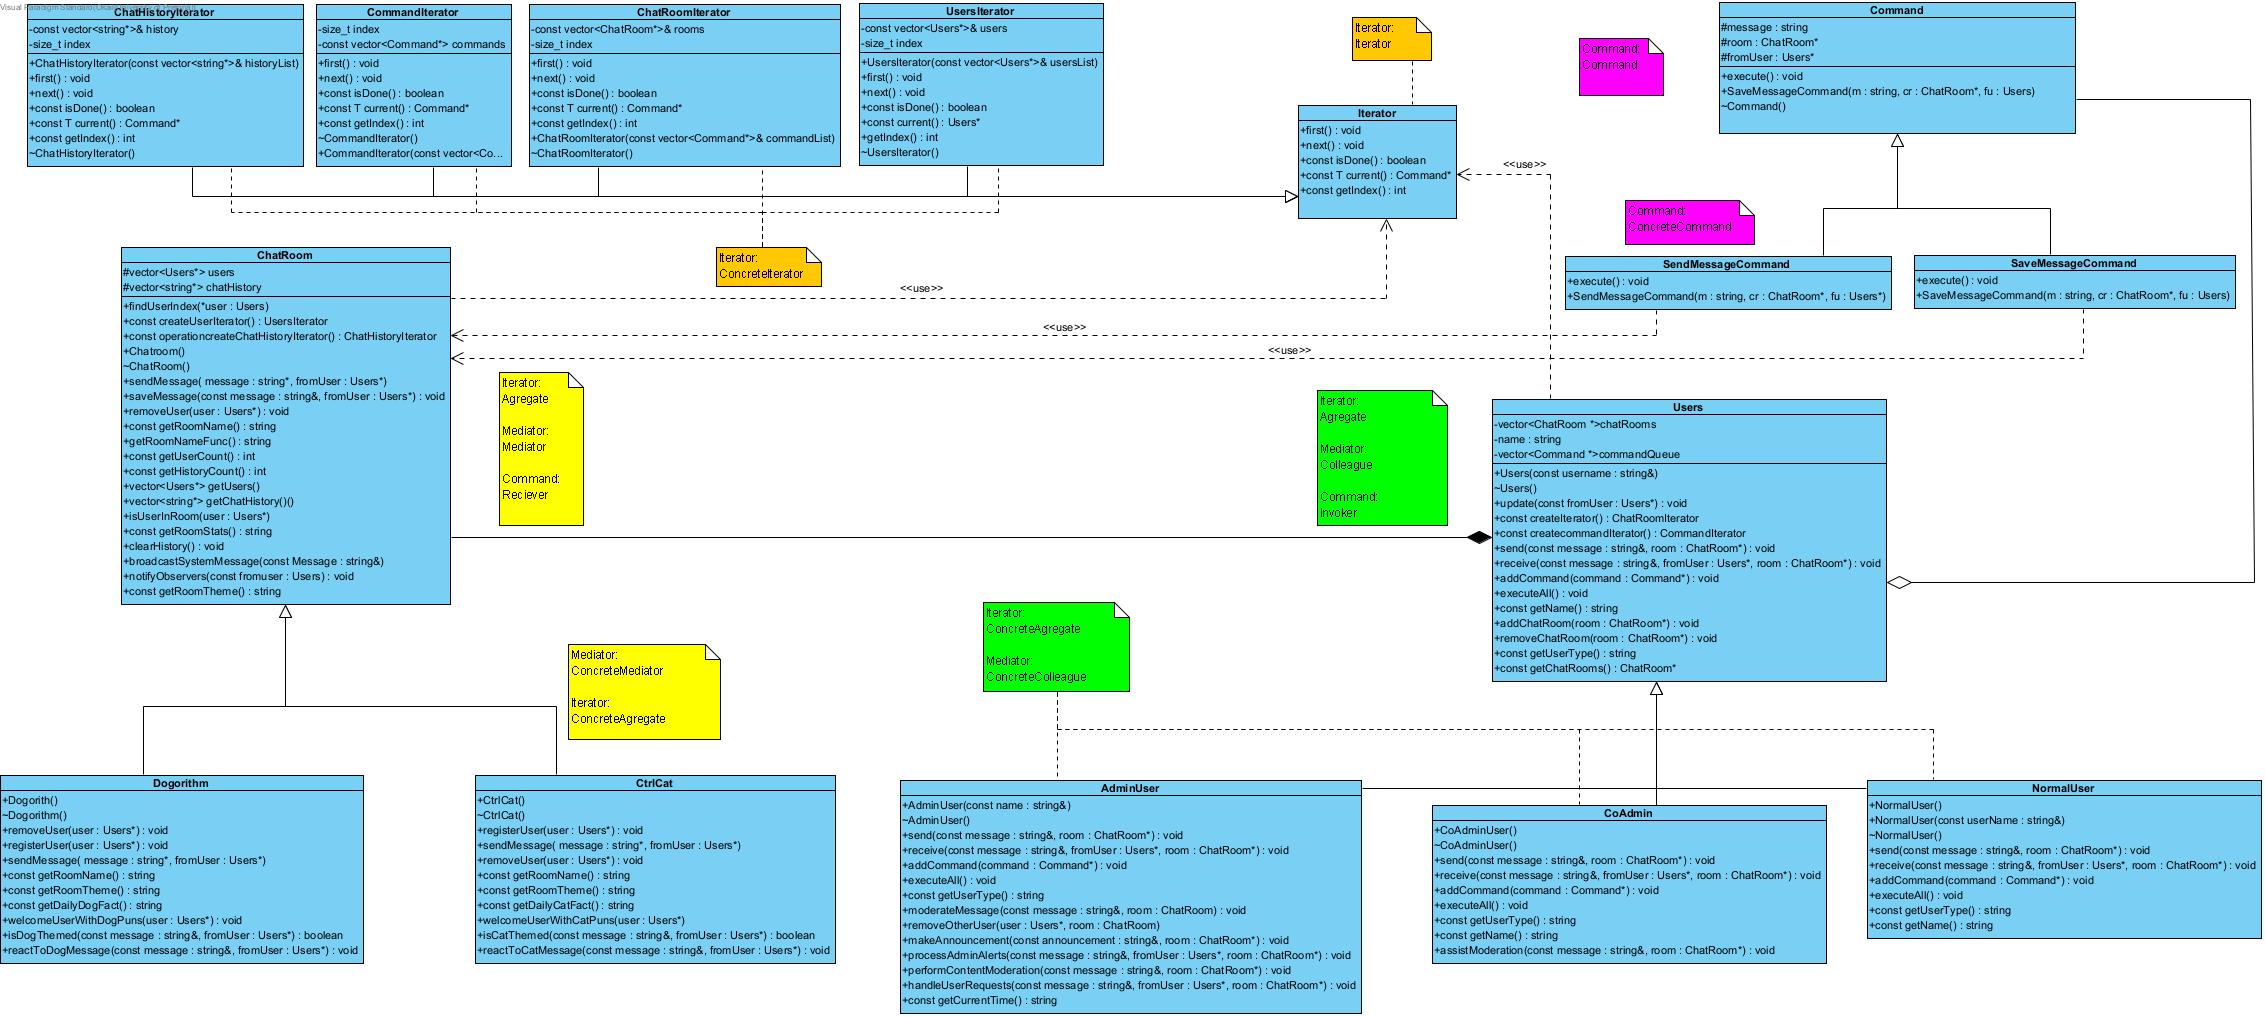 ChatHistoryIterator
-const vector<string*>& history
-size_t index
+ChatHistoryIterator(const vector<string*>& historyList)
+first() : void
+next() : void
+const isDone() : boolean
+const T current() : Command*
+const getIndex() : int
~ChatHistoryIterator()
CommandIterator
-size_t index
-const vector<Command*> commands
+first() : void
+next() : void
+const isDone() : boolean
+const T current() : Command*
+const getIndex() : int
~CommandIterator()
+CommandIterator(const vector<Co...
ChatRoomIterator
-const vector<ChatRoom*>& rooms
-size_t index
+first() : void
+next() : void
+const isDone() : boolean
+const T current() : Command*
+const getIndex() : int
+ChatRoomIterator(const vector<Command*>& commandList)
~ChatRoomIterator()
UsersIterator
-const vector<Users*>& users
-size_t index
+UsersIterator(const vector<Users*>& usersList)
+first() : void
+next() : void
+const isDone() : boolean
+const current() : Users*
+getIndex() : int
~UsersIterator()
Iterator:
Iterator
Iterator
+first() : void
+next() : void
+const isDone() : boolean
+const T current() : Command*
+const getIndex() : int
Command:
Command
Command
#message : string
#room : ChatRoom*
#fromUser : Users*
+execute() : void
+SaveMessageCommand(m : string, cr : ChatRoom*, fu : Users)
~Command()
<<use>>
Command:
ConcreteCommand
SendMessageCommand
+execute() : void
+SendMessageCommand(m : string, cr : ChatRoom*, fu : Users*)
SaveMessageCommand
+execute() : void
+SaveMessageCommand(m : string, cr : ChatRoom*, fu : Users)
Iterator:
ConcreteIterator
<<use>>
<<use>>
<<use>>
ChatRoom
#vector<Users*> users
#vector<string*> chatHistory
+findUserIndex(*user : Users)
+const createUserIterator() : UsersIterator
+const operationcreateChatHistoryIterator() : ChatHistoryIterator
+Chatroom()
~ChatRoom()
+sendMessage( message : string*, fromUser : Users*)
+saveMessage(const message : string&, fromUser : Users*) : void
+removeUser(user : Users*) : void
+const getRoomName() : string
+getRoomNameFunc() : string
+const getUserCount() : int
+const getHistoryCount() : int
+vector<Users*> getUsers()
+vector<string*> getChatHistory()()
+isUserInRoom(user : Users*)
+const getRoomStats() : string
+clearHistory() : void
+broadcastSystemMessage(const Message : string&)
+notifyObservers(const fromuser : Users) : void
+const getRoomTheme() : string
Iterator:
Agregate
Mediator:
Mediator
Command:
Reciever
Iterator:
Agregate
Mediator:
Colleague
Command:
Invoker
Users
-vector<ChatRoom *>chatRooms
-name : string
-vector<Command *>commandQueue
+Users(const username : string&)
~Users()
+update(const fromUser : Users*) : void
+const createIterator() : ChatRoomIterator
+const createcommandIterator() : CommandIterator
+send(const message : string&, room : ChatRoom*) : void
+receive(const message : string&, fromUser : Users*, room : ChatRoom*) : void
+addCommand(command : Command*) : void
+executeAll() : void
+const getName() : string
+addChatRoom(room : ChatRoom*) : void
+removeChatRoom(room : ChatRoom*) : void
+const getUserType() : string
+const getChatRooms() : ChatRoom*
Mediator:
ConcreteMediator
Iterator:
ConcreteAgregate
Iterator:
ConcreteAgregate
Mediator:
ConcreteColleague
Dogorithm
+Dogorith()
~Dogorithm()
+removeUser(user : Users*) : void
+registerUser(user : Users*) : void
+sendMessage( message : string*, fromUser : Users*)
+const getRoomName() : string
+const getRoomTheme() : string
+const getDailyDogFact() : string
+welcomeUserWithDogPuns(user : Users*) : void
+isDogThemed(const message : string&, fromUser : Users*) : boolean
+reactToDogMessage(const message : string&, fromUser : Users*) : void
CtrlCat
+CtrlCat()
~CtrlCat()
+registerUser(user : Users*) : void
+sendMessage( message : string*, fromUser : Users*)
+removeUser(user : Users*) : void
+const getRoomName() : string
+const getRoomTheme() : string
+const getDailyCatFact() : string
+welcomeUserWithCatPuns(user : Users*)
+isCatThemed(const message : string&, fromUser : Users*) : boolean
+reactToCatMessage(const message : string&, fromUser : Users*) : void
AdminUser
+AdminUser(const name : string&)
~AdminUser()
+send(const message : string&, room : ChatRoom*) : void
+receive(const message : string&, fromUser : Users*, room : ChatRoom*) : void
+addCommand(command : Command*) : void
+executeAll() : void
+const getUserType() : string
+moderateMessage(const message : string&, room : ChatRoom) : void
+removeOtherUser(user : Users*, room : ChatRoom)
+makeAnnouncement(const announcement : string&, room : ChatRoom*) : void
+processAdminAlerts(const message : string&, fromUser : Users*, room : ChatRoom*) : void
+performContentModeration(const message : string&, room : ChatRoom*) : void
+handleUserRequests(const message : string&, fromUser : Users*, room : ChatRoom*) : void
+const getCurrentTime() : string
CoAdmin
+CoAdminUser()
~CoAdminUser()
+send(const message : string&, room : ChatRoom*) : void
+receive(const message : string&, fromUser : Users*, room : ChatRoom*) : void
+addCommand(command : Command*) : void
+executeAll() : void
+const getUserType() : string
+const getName() : string
+assistModeration(const message : string&, room : ChatRoom*) : void
NormalUser
+NormalUser()
+NormalUser(const userName : string&)
~NormalUser()
+send(const message : string&, room : ChatRoom*) : void
+receive(const message : string&, fromUser : Users*, room : ChatRoom*) : void
+addCommand(command : Command*) : void
+executeAll() : void
+const getUserType() : string
+const getName() : string